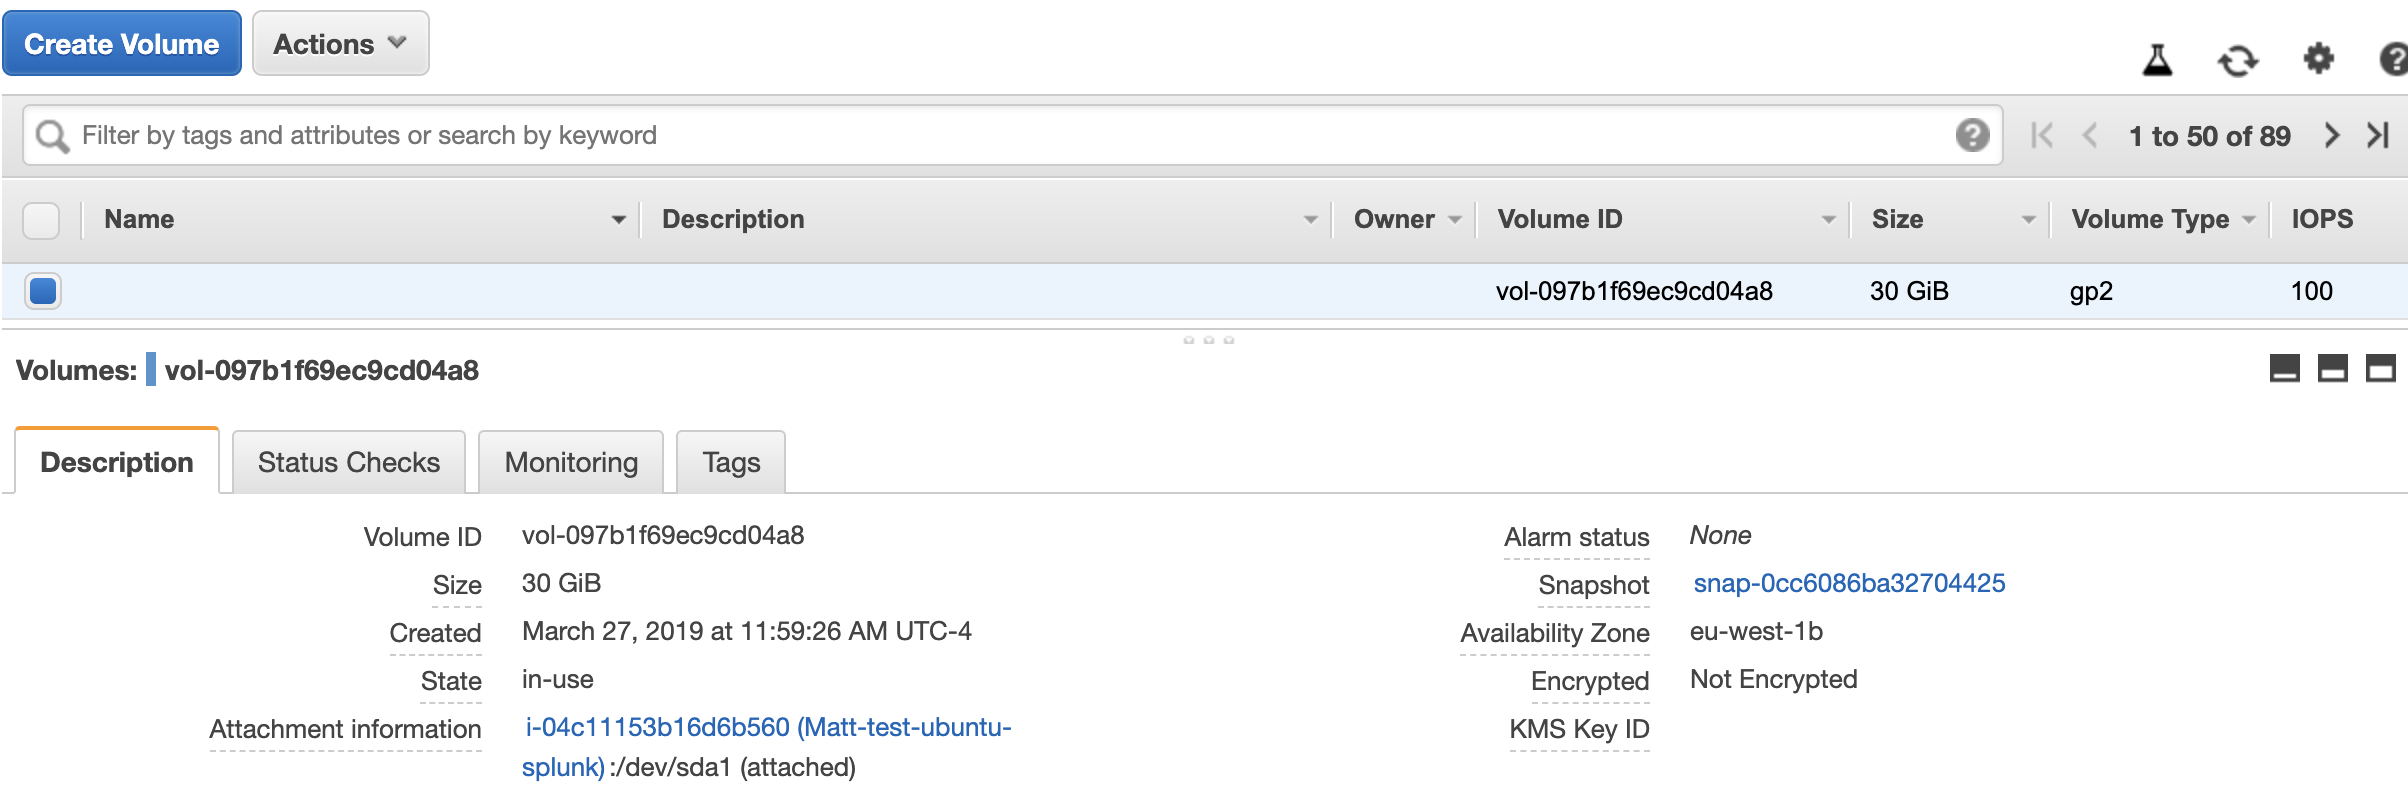 Create Volume Actions
Filter by tags and attributes or search by keyword 1 to 50 of 89
Name Description Owner Volume ID Size Volume Type IOPS
vol-097b1f69ec9cd04a8 30 GiB gp2 100
Volumes: vol-097b1f69ec9cd04a8
Description Status Checks Monitoring Tags
Volume ID vol-097b1f69ec9cd04a8 Alarm status None
Size 30 GiB Snapshot snap-0cc6086ba32704425
Created March 27, 2019 at 11:59:26 AM UTC-4 Availability Zone eu-west-1b
State in-use Encrypted Not Encrypted
Attachment information i-04c11153b16d6b560 (Matt-test-ubuntu- KMS Key ID
splunk):/dev/sda1 (attached)